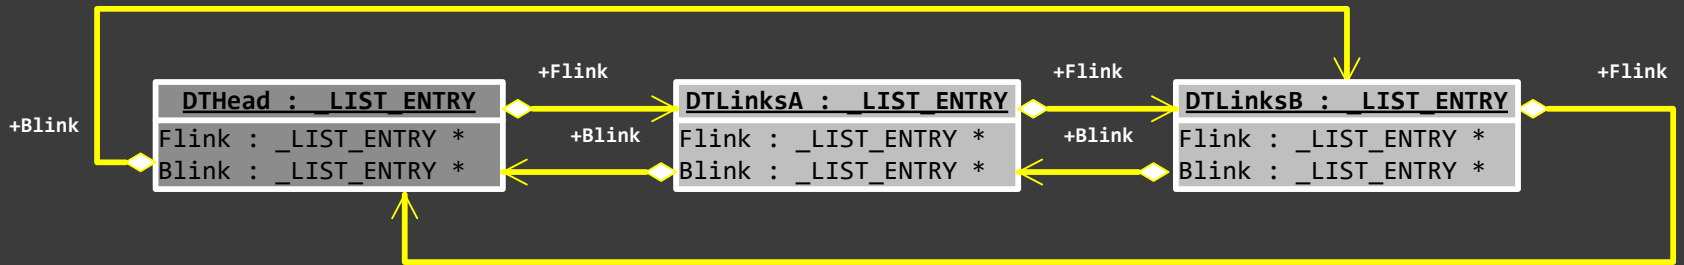 +Flink
+Flink
+Flink
DTHead : _LIST_ENTRY
DTLinksA : _LIST_ENTRY
DTLinksB : _LIST_ENTRY
+Blink
Flink : _LIST_ENTRY *
+Blink
Flink : _LIST_ENTRY *
+Blink
Flink : _LIST_ENTRY *
Blink : _LIST_ENTRY *
Blink : _LIST_ENTRY *
Blink : _LIST_ENTRY *